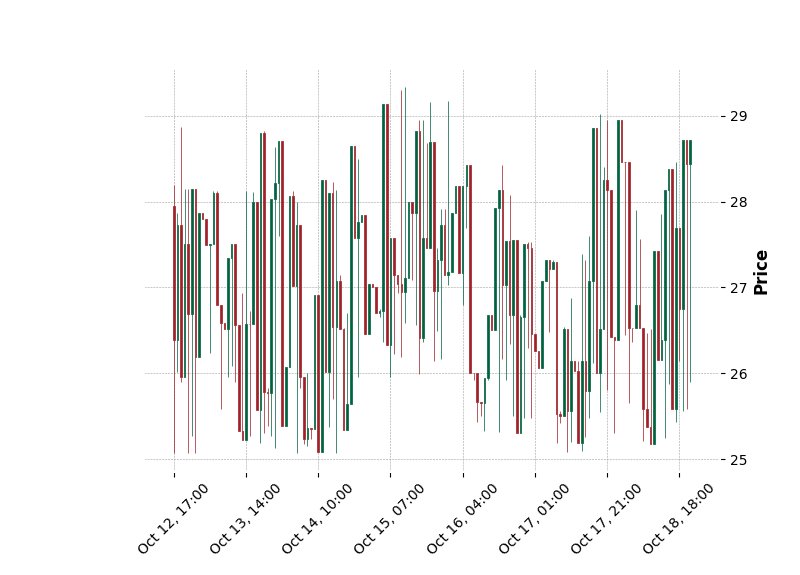 29
28
27
26
25
Price
Oct 12, 17:00
Oct 13, 14:00
Oct 14, 10:00
Oct 15, 07:00
Oct 16, 04:00
Oct 17, 01:00
Oct 17, 21:00
Oct 18, 18:00